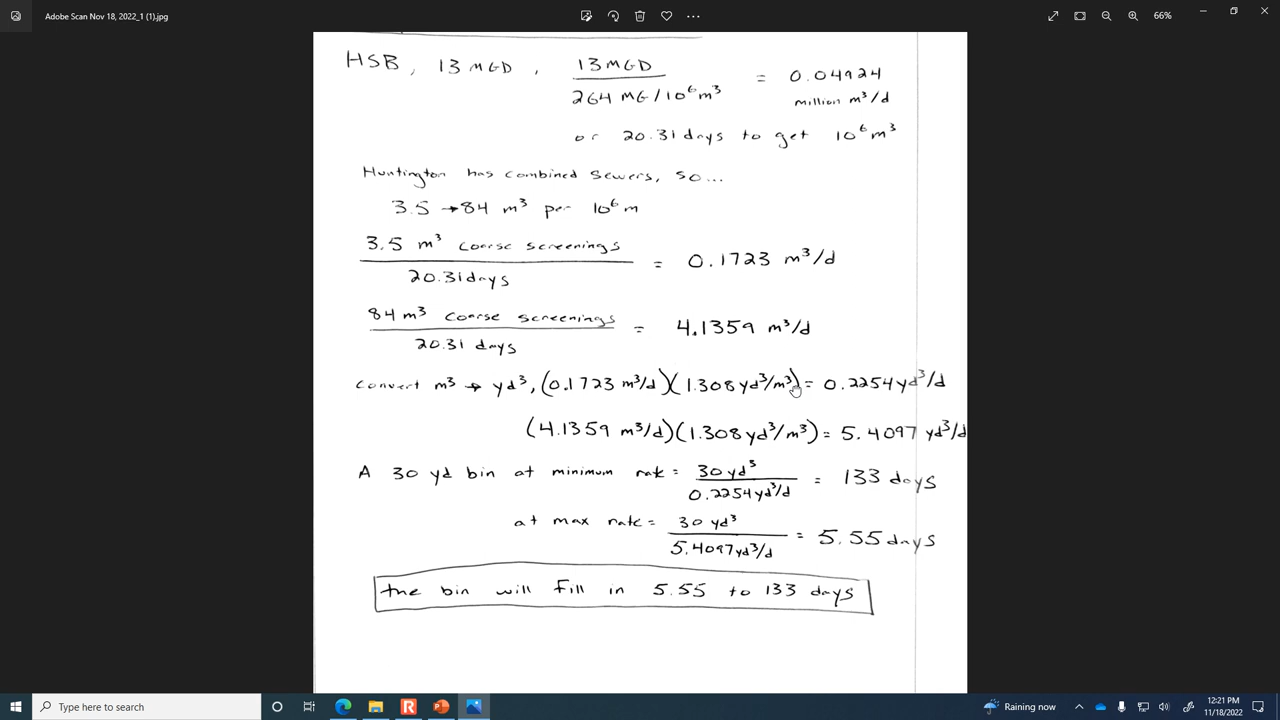 Adobe Scan Nov 18, 2022_1 (1).jpg
66%
HSB, 13 MGD, 13 MGD / 264 MG/10⁶m³ = 0.04924 million m³/d
or 20.31 days to get 10⁶m³
Huntington has combined sewers, so...
3.5 → 84 m³ per 10⁶m
3.5 m³ coarse screenings / 20.31 days = 0.1723 m³/d
84 m³ coarse screenings / 20.31 days = 4.1359 m³/d
convert m³ → yd³, (0.1723 m³/d)(1.308 yd³/m³) = 0.2254 yd³/d
(4.1359 m³/d)(1.308 yd³/m³) = 5.4097 yd³/d
A 30 yd bin at minimum rate = 30 yd³ / 0.2254 yd³/d = 133 days
at max rate = 30 yd³ / 5.4097 yd³/d = 5.55 days
the bin will fill in 5.55 to 133 days
Type here to search
Raining now
12:21 PM
11/18/2022